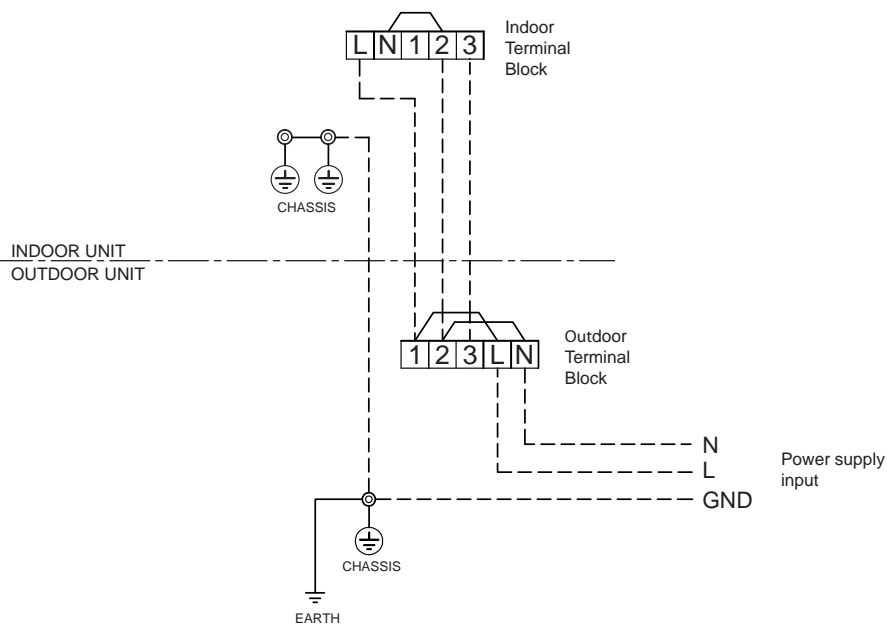 Indoor
Terminal
Block
L N 1 2 3
CHASSIS
INDOOR UNIT
OUTDOOR UNIT
Outdoor
Terminal
Block
1 2 3 L N
N
L
GND
Power supply
input
CHASSIS
EARTH